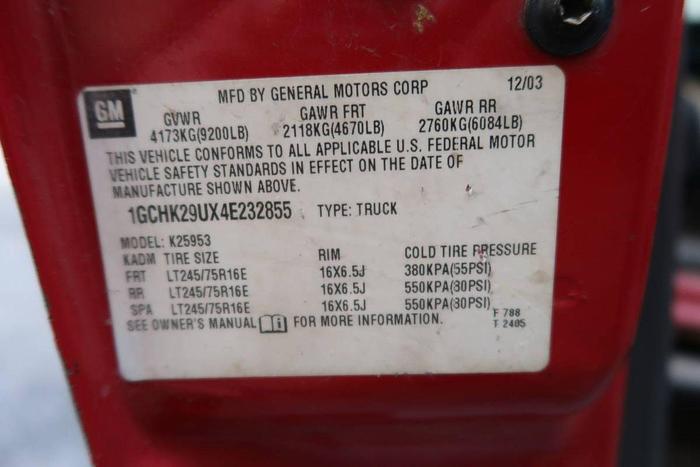 GM
MFD BY GENERAL MOTORS CORP 12/03
GVWR GAWR FRT GAWR RR
4173KG(9200LB) 2118KG(4670LB) 2760KG(6084LB)
THIS VEHICLE CONFORMS TO ALL APPLICABLE U.S. FEDERAL MOTOR
VEHICLE SAFETY STANDARDS IN EFFECT ON THE DATE OF
MANUFACTURE SHOWN ABOVE.
1GCHK29UX4E232855 TYPE: TRUCK
MODEL: K25953
KADM TIRE SIZE RIM COLD TIRE PRESSURE
FRT LT245/75R16E 16X6.5J 380KPA(55PSI)
RR LT245/75R16E 16X6.5J 550KPA(80PSI)
SPA LT245/75R16E 16X6.5J 550KPA(80PSI)
SEE OWNER'S MANUAL FOR MORE INFORMATION.
F 788
T 2405